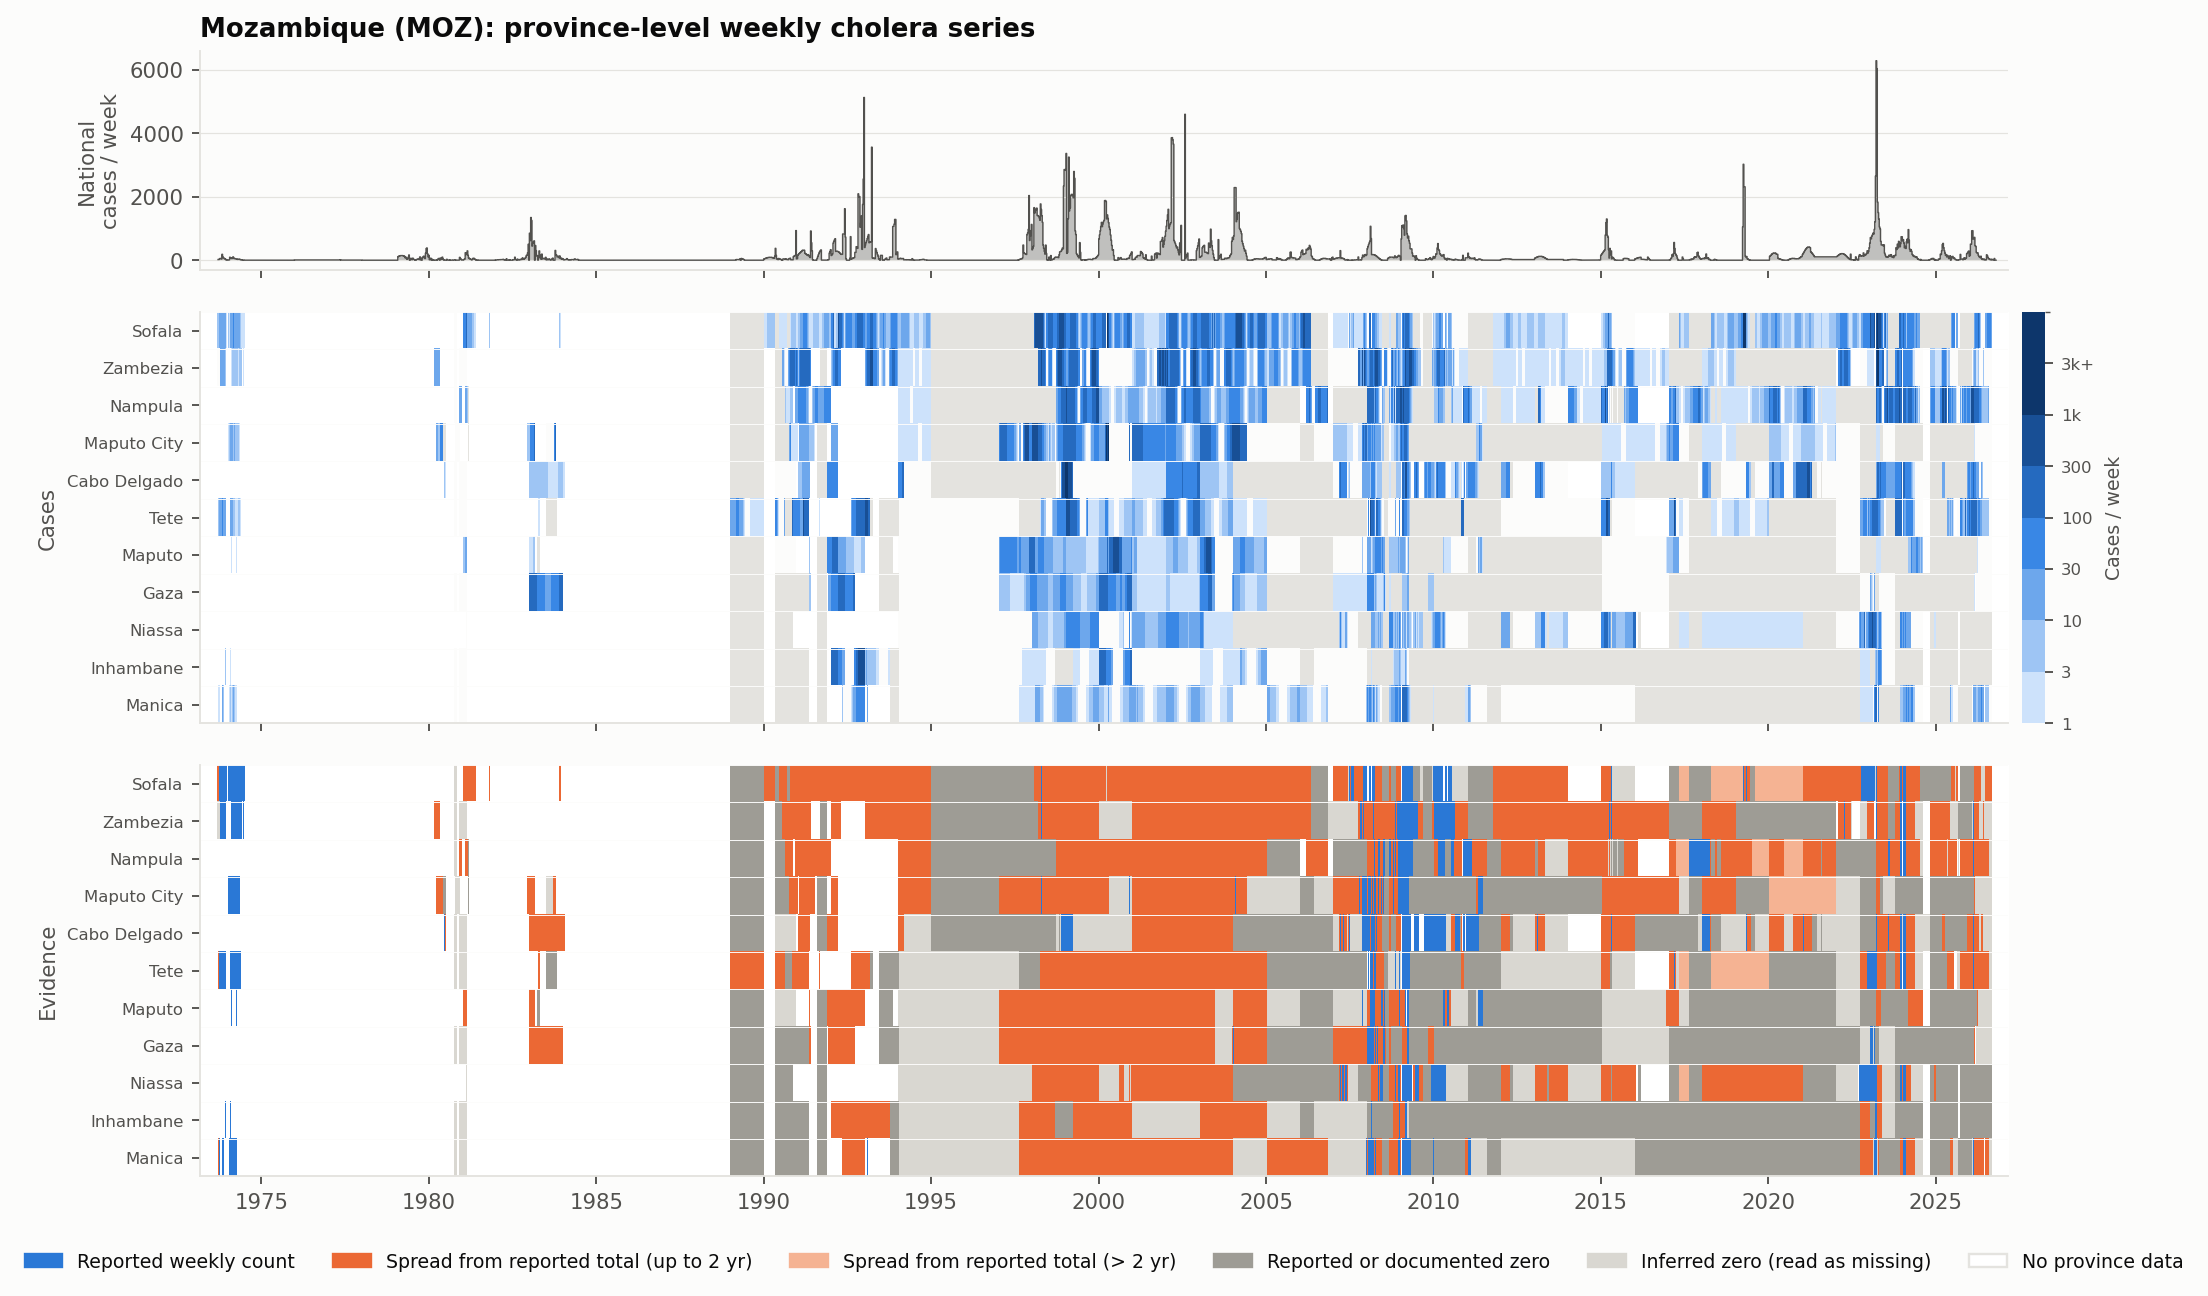 Mozambique (MOZ): province-level weekly cholera series
National
cases / week
6000
4000
2000
0
Cases
Sofala
Zambezia
Nampula
Maputo City
Cabo Delgado
Tete
Maputo
Gaza
Niassa
Inhambane
Manica
3k+
1k
300
100
30
10
3
1
Cases / week
Evidence
Sofala
Zambezia
Nampula
Maputo City
Cabo Delgado
Tete
Maputo
Gaza
Niassa
Inhambane
Manica
1975 1980 1985 1990 1995 2000 2005 2010 2015 2020 2025
Reported weekly count Spread from reported total (up to 2 yr) Spread from reported total (> 2 yr) Reported or documented zero Inferred zero (read as missing) No province data